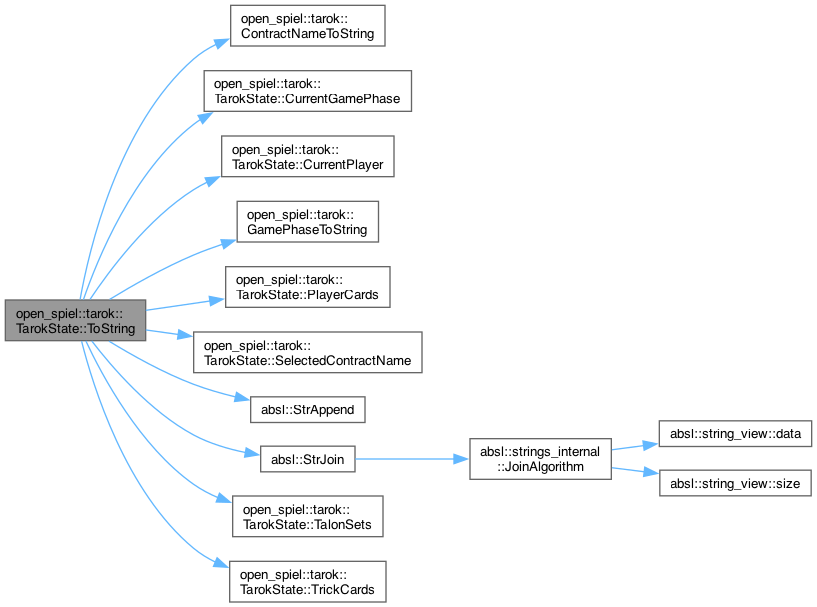 open_spiel::tarok::
ContractNameToString
open_spiel::tarok::
TarokState::CurrentGamePhase
open_spiel::tarok::
TarokState::CurrentPlayer
open_spiel::tarok::
GamePhaseToString
open_spiel::tarok::
TarokState::PlayerCards
open_spiel::tarok::
TarokState::ToString
open_spiel::tarok::
TarokState::SelectedContractName
absl::StrAppend
absl::StrJoin
absl::strings_internal
::JoinAlgorithm
absl::string_view::data
absl::string_view::size
open_spiel::tarok::
TarokState::TalonSets
open_spiel::tarok::
TarokState::TrickCards